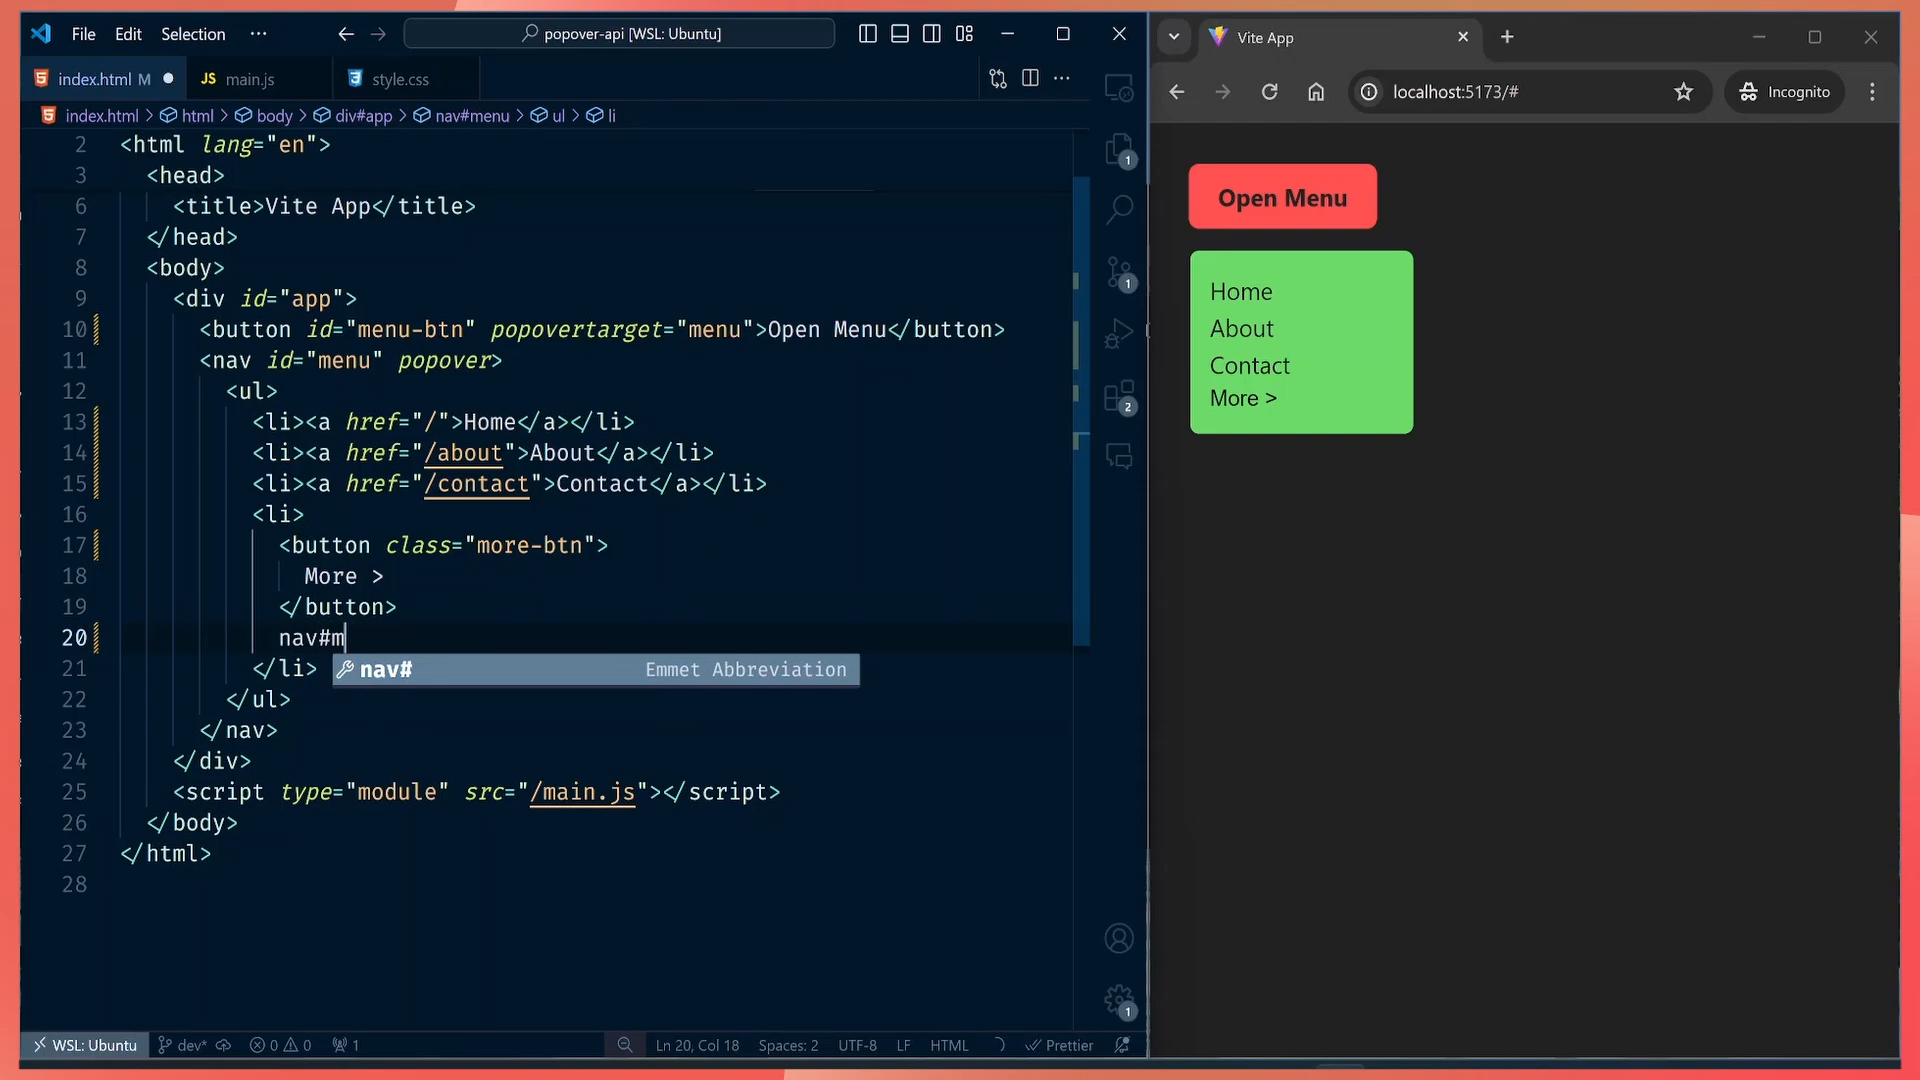 File Edit Selection ···
popover-api [WSL: Ubuntu]
index.html M
JS main.js
style.css
index.html > html > body > div#app > nav#menu > ul > li
2 <html lang="en">
3 <head>
6 <title>Vite App</title>
7 </head>
8 <body>
9 <div id="app">
10 <button id="menu-btn" popovertarget="menu">Open Menu</button>
11 <nav id="menu" popover>
12 <ul>
13 <li><a href="/">Home</a></li>
14 <li><a href="/about">About</a></li>
15 <li><a href="/contact">Contact</a></li>
16 <li>
17 <button class="more-btn">
18 More >
19 </button>
20 nav#m
nav# Emmet Abbreviation
21 </li>
22 </ul>
23 </nav>
24 </div>
25 <script type="module" src="/main.js"></script>
26 </body>
27 </html>
28
1
1
2
1
WSL: Ubuntu dev* 0 0 1 Ln 20, Col 18 Spaces: 2 UTF-8 LF HTML Prettier
Vite App
localhost:5173/#
Incognito
Open Menu
Home
About
Contact
More >